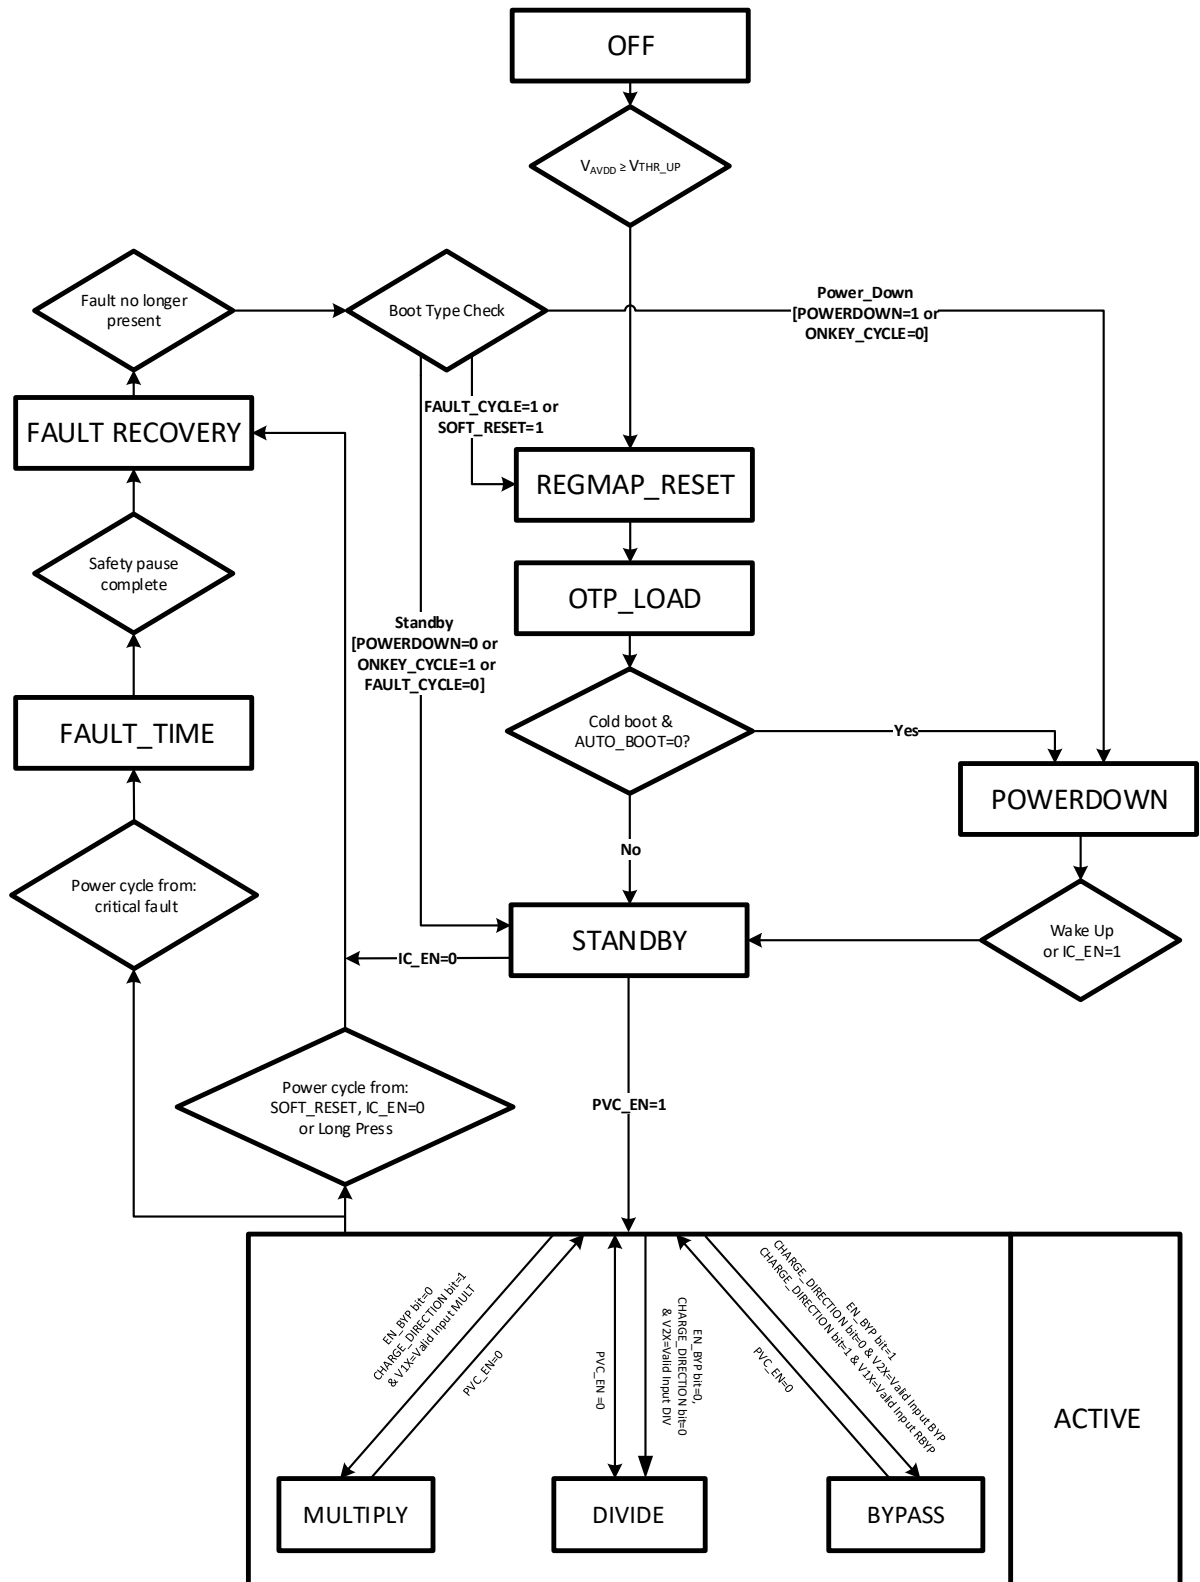 OFF
VAVDD ≥ VTHR_UP
Fault no longer
present
Boot Type Check
Power_Down
[POWERDOWN=1 or
ONKEY_CYCLE=0]
FAULT RECOVERY
FAULT_CYCLE=1 or
SOFT_RESET=1
REGMAP_RESET
Safety pause
complete
OTP_LOAD
Standby
[POWERDOWN=0 or
ONKEY_CYCLE=1 or
FAULT_CYCLE=0]
FAULT_TIME
Cold boot &
AUTO_BOOT=0?
Yes
POWERDOWN
No
Power cycle from:
critical fault
STANDBY
Wake Up
or IC_EN=1
IC_EN=0
Power cycle from:
SOFT_RESET, IC_EN=0
or Long Press
PVC_EN=1
EN_BYP bit=0
CHARGE_DIRECTION bit=1
& V1X=Valid Input MULT
PVC_EN=0
PVC_EN =0
EN_BYP bit=0,
CHARGE_DIRECTION bit=0
& V2X=Valid Input DIV
PVC_EN=0
EN_BYP bit=1
CHARGE_DIRECTION bit=0 & V2X=Valid Input BYP
CHARGE_DIRECTION bit=1 & V1X=Valid Input RBYP
ACTIVE
MULTIPLY
DIVIDE
BYPASS